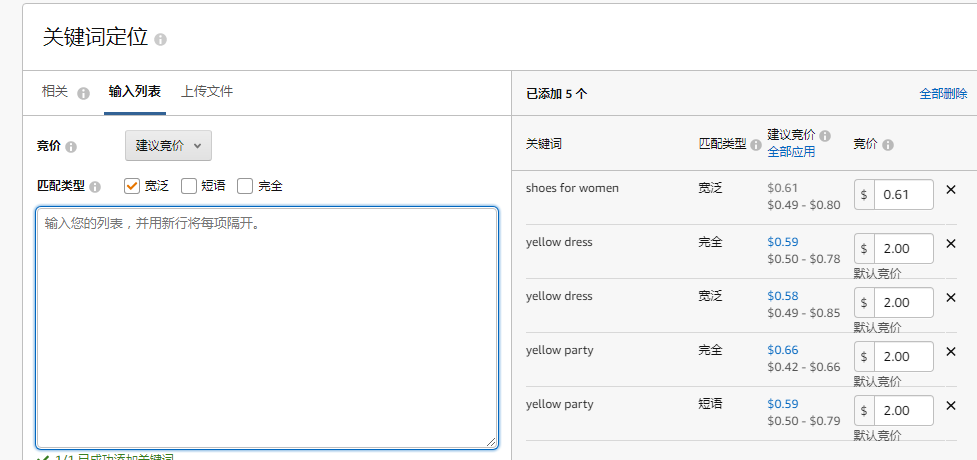 关键词定位
相关 输入列表 上传文件
竞价 建议竞价
匹配类型 宽泛 短语 完全
输入您的列表，并用新行将每项隔开。
1/1 已成功添加关键词
已添加 5 个 全部删除
关键词 匹配类型 建议竞价 竞价
全部应用
shoes for women 宽泛 $0.61 $ 0.61
$0.49 - $0.80
yellow dress 完全 $0.59 $ 2.00
$0.50 - $0.78
默认竞价
yellow dress 宽泛 $0.58 $ 2.00
$0.49 - $0.85
默认竞价
yellow party 完全 $0.66 $ 2.00
$0.42 - $0.66
默认竞价
yellow party 短语 $0.59 $ 2.00
$0.50 - $0.79
默认竞价